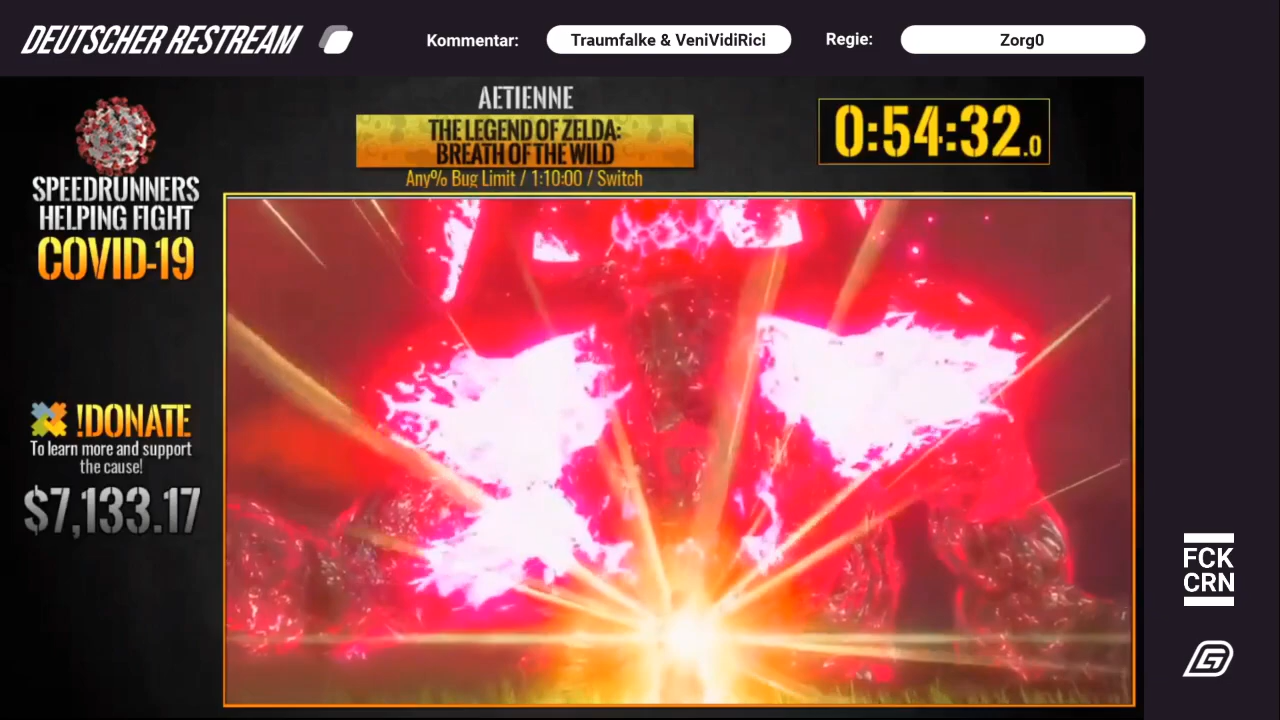 DEUTSCHER RESTREAM
Kommentar: Traumfalke & VeniVidiRici Regie: Zorg0
SPEEDRUNNERS
HELPING FIGHT
COVID-19
AETIENNE
THE LEGEND OF ZELDA:
BREATH OF THE WILD
Any% Bug Limit / 1:10:00 / Switch
0:54:32.0
!DONATE
To learn more and support
the cause!
$7,133.17
FCK
CRN